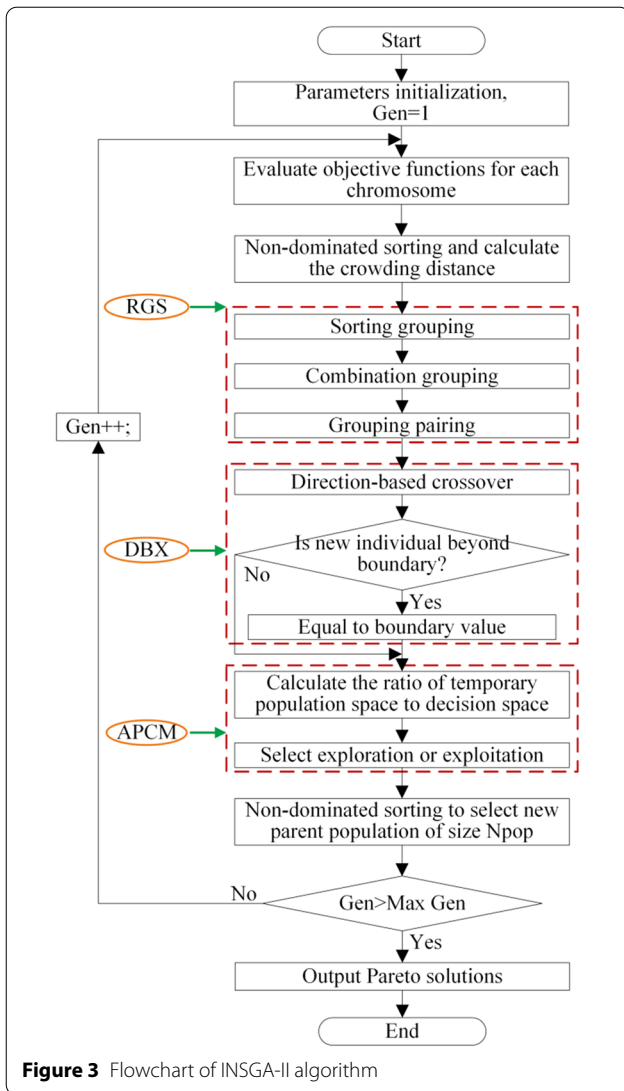 Start
Parameters initialization,
Gen=1
Evaluate objective functions for each
chromosome
Non-dominated sorting and calculate
the crowding distance
RGS
Sorting grouping
Combination grouping
Grouping pairing
Gen++;
Direction-based crossover
DBX
Is new individual beyond
boundary?
No
Yes
Equal to boundary value
Calculate the ratio of temporary
population space to decision space
APCM
Select exploration or exploitation
Non-dominated sorting to select new
parent population of size Npop
No
Gen>Max Gen
Yes
Output Pareto solutions
End
Figure 3 Flowchart of INSGA-II algorithm